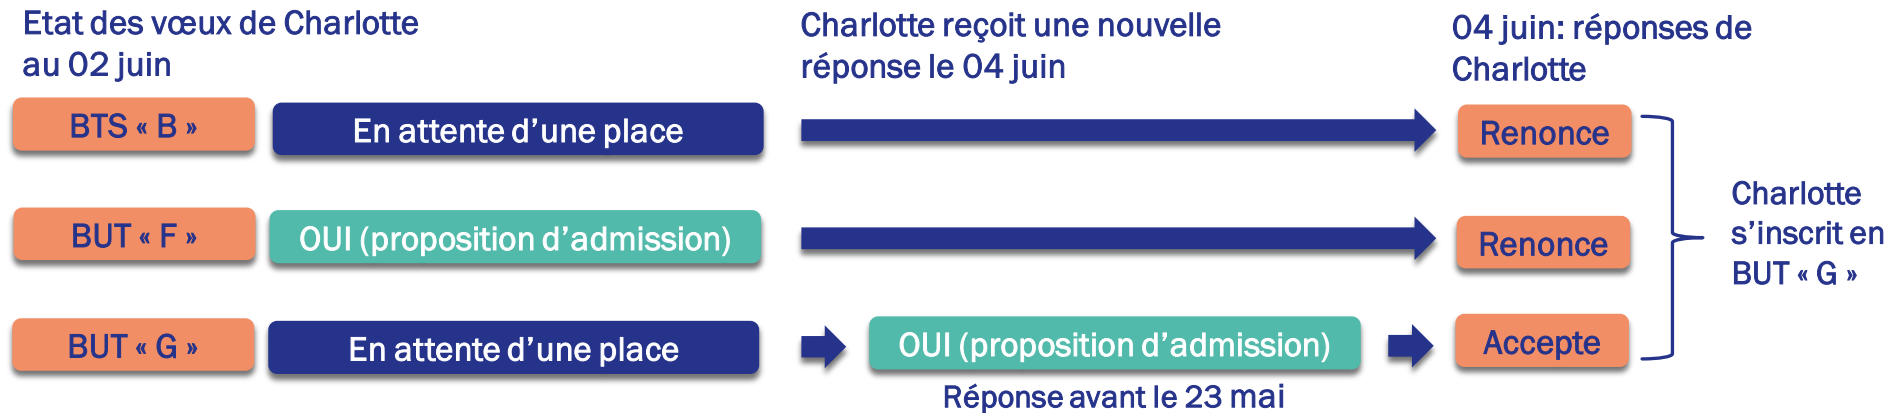 Etat des vœux de Charlotte
au 02 juin
Charlotte reçoit une nouvelle
réponse le 04 juin
04 juin: réponses de
Charlotte
BTS « B »
En attente d’une place
Renonce
BUT « F »
OUI (proposition d’admission)
Renonce
Charlotte
s’inscrit en
BUT « G »
BUT « G »
En attente d’une place
OUI (proposition d’admission)
Accepte
Réponse avant le 23 mai